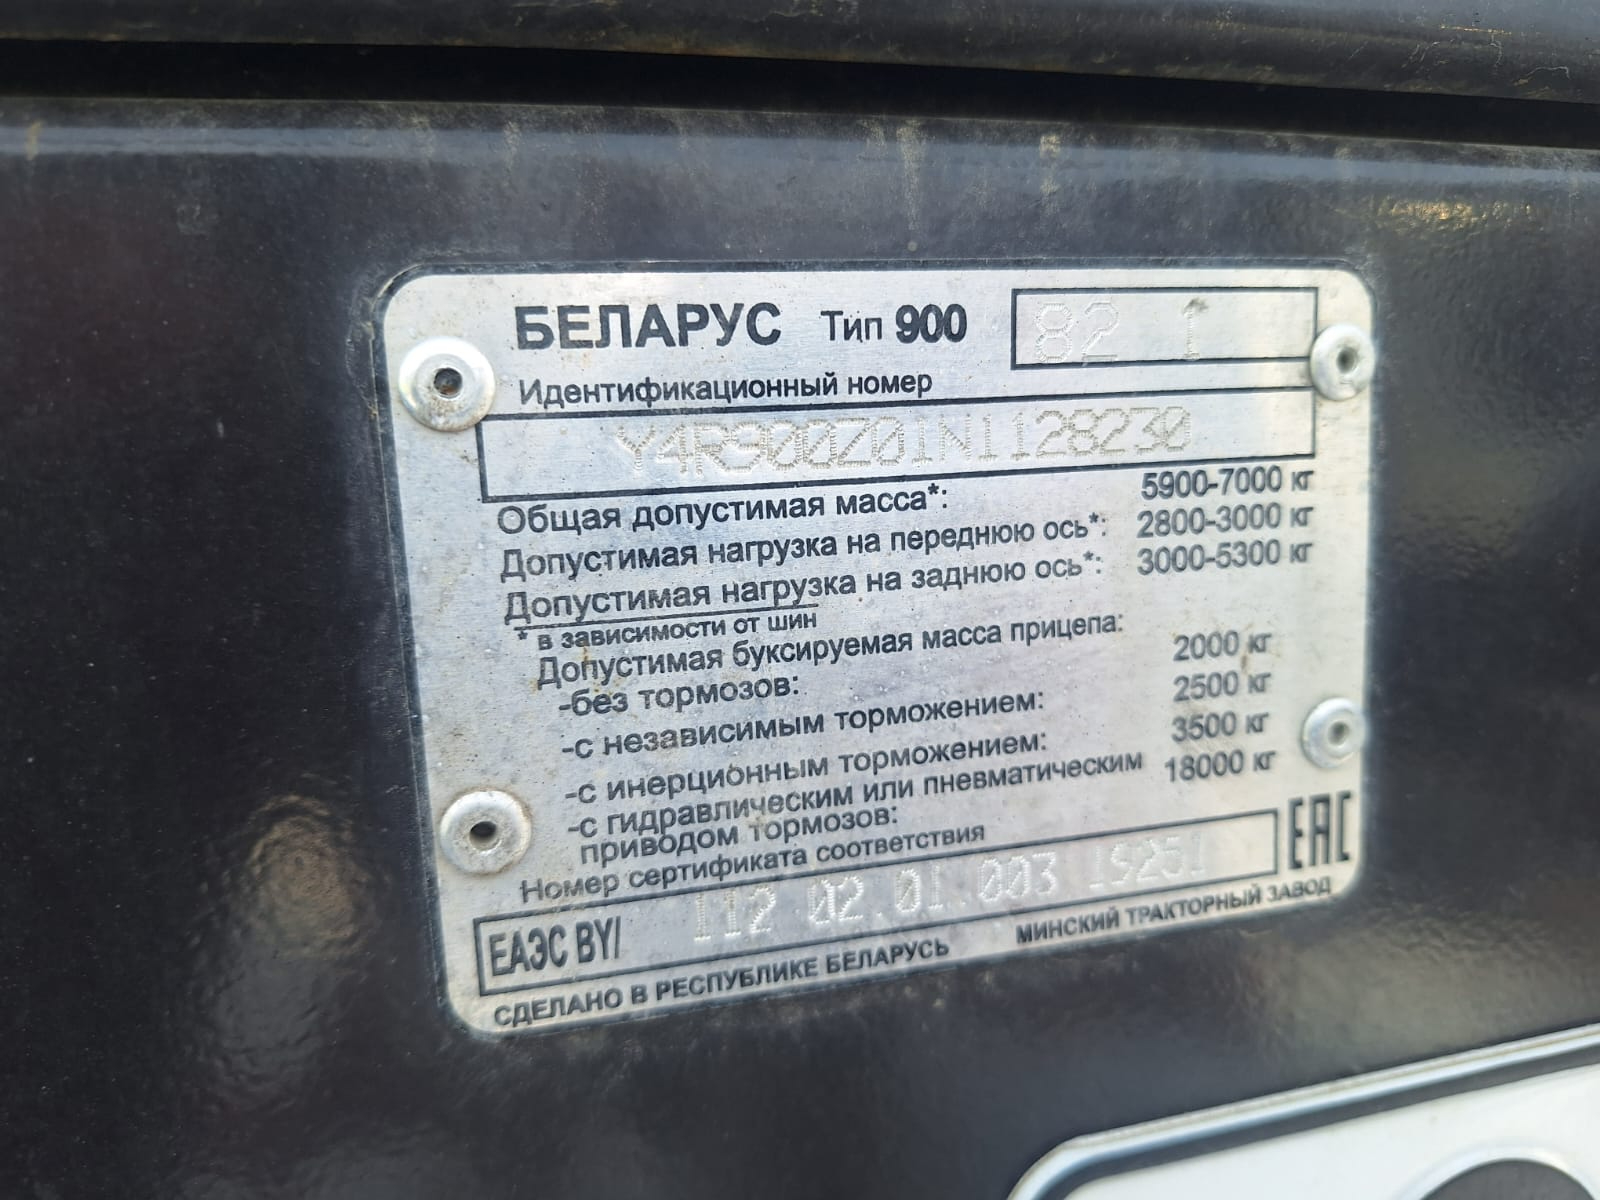 БЕЛАРУС Тип 900 82 1
Идентификационный номер
Y4R900Z01N1128230
Общая допустимая масса*: 5900-7000 кг
Допустимая нагрузка на переднюю ось*: 2800-3000 кг
Допустимая нагрузка на заднюю ось*: 3000-5300 кг
* в зависимости от шин
Допустимая буксируемая масса прицепа:
-без тормозов: 2000 кг
-с независимым торможением: 2500 кг
-с инерционным торможением: 3500 кг
-с гидравлическим или пневматическим 18000 кг
приводом тормозов:
Номер сертификата соответствия
ЕАЭС BY/ 112 02.01.003 19251 EAC
СДЕЛАНО В РЕСПУБЛИКЕ БЕЛАРУСЬ МИНСКИЙ ТРАКТОРНЫЙ ЗАВОД